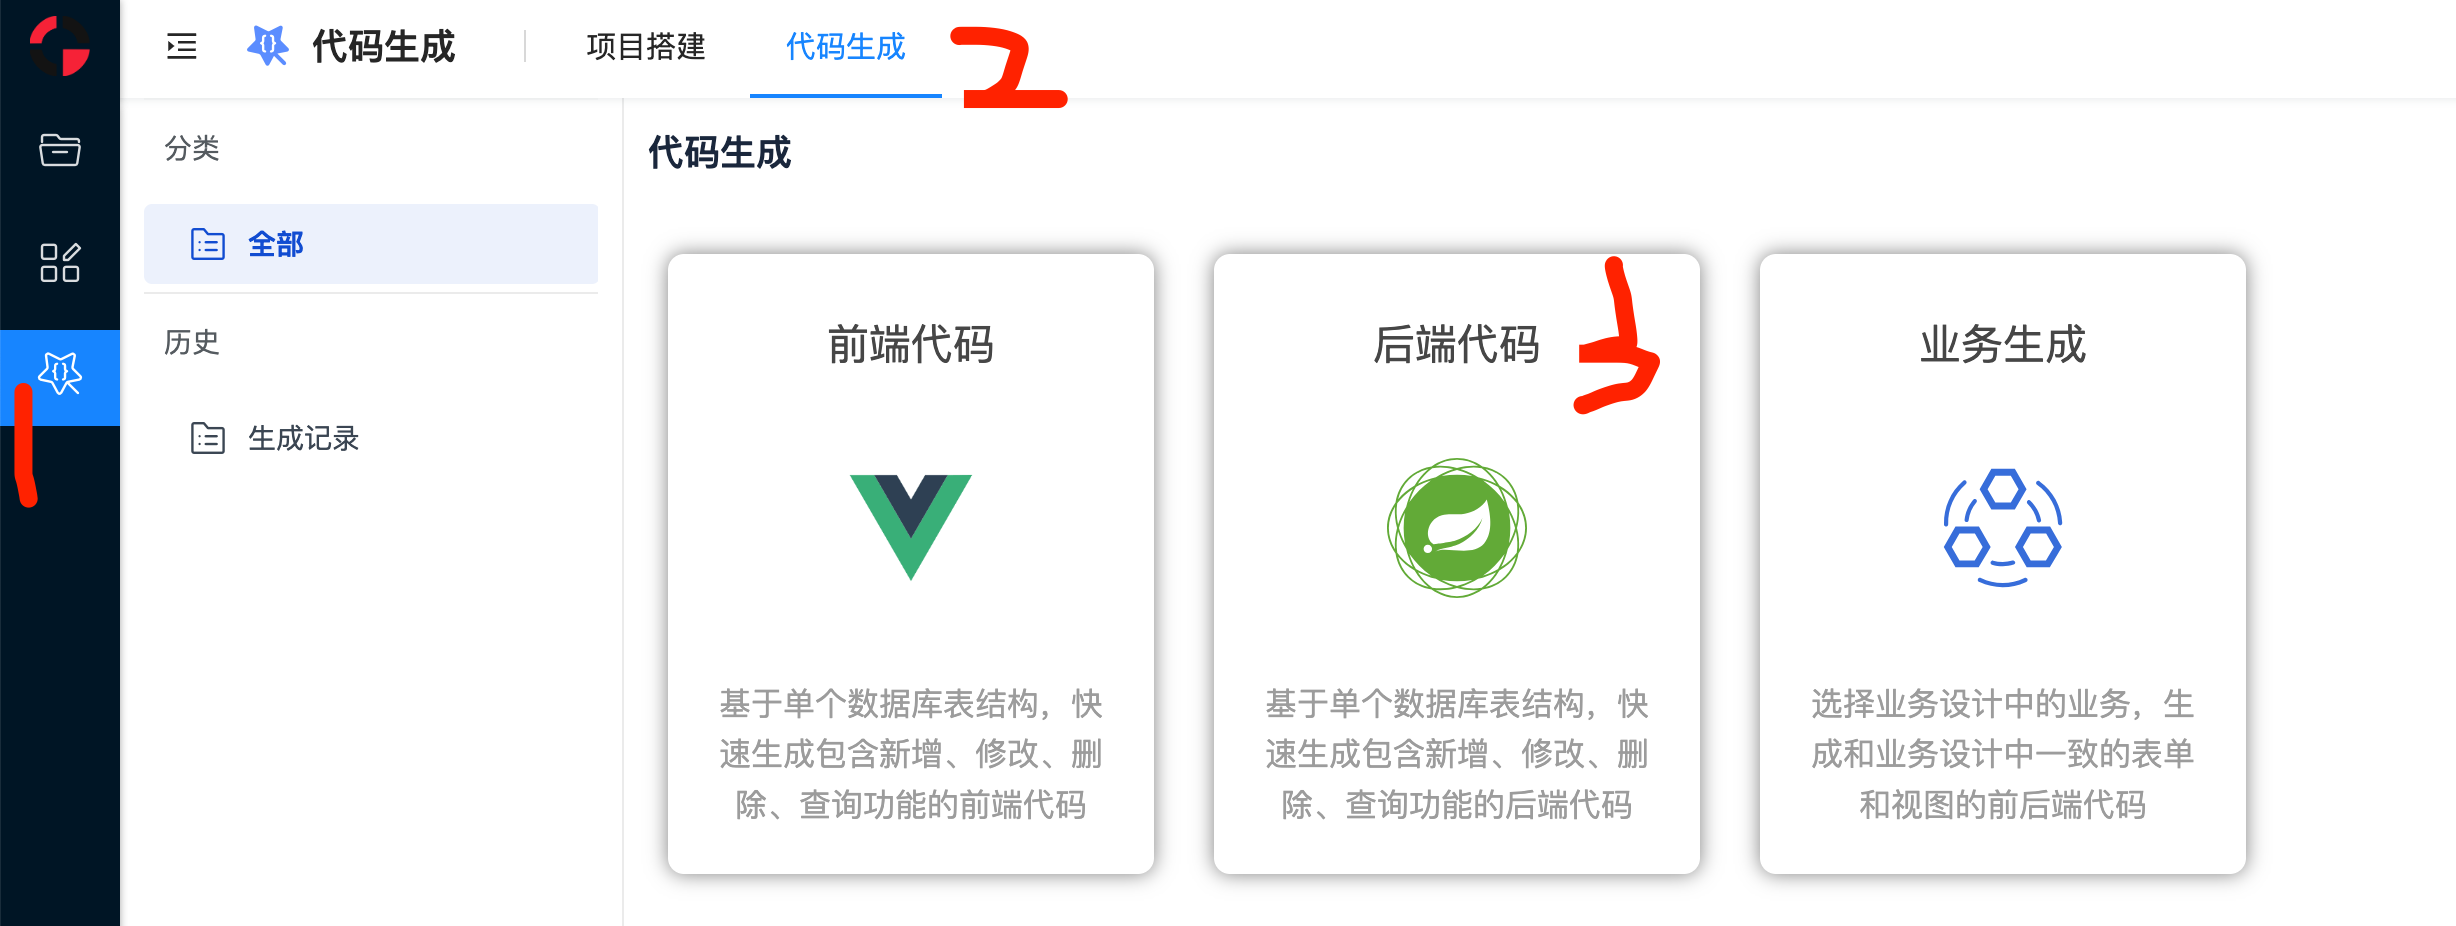 代码生成
项目搭建
代码生成
2
分类
全部
历史
生成记录
1
代码生成
前端代码
基于单个数据库表结构，快
速生成包含新增、修改、删
除、查询功能的前端代码
后端代码
3
基于单个数据库表结构，快
速生成包含新增、修改、删
除、查询功能的后端代码
业务生成
选择业务设计中的业务，生
成和业务设计中一致的表单
和视图的前后端代码